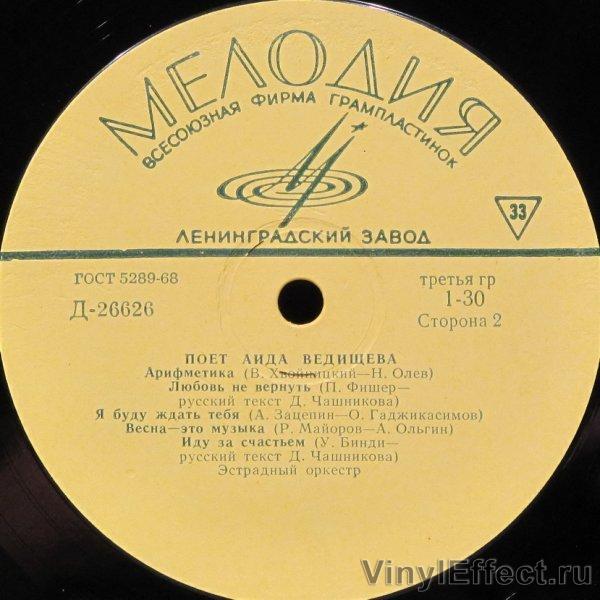 МЕЛОДИЯ
ВСЕСОЮЗНАЯ ФИРМА ГРАМПЛАСТИНОК
33
ЛЕНИНГРАДСКИЙ ЗАВОД
ГОСТ 5289-68
третья гр
Д-26626
1-30
Сторона 2
ПОЕТ АИДА ВЕДИЩЕВА
Арифметика (В. Хвойницкий—Н. Олев)
Любовь не вернуть (П. Фишер—
русский текст Д. Чашникова)
Я буду ждать тебя (А. Зацепин—О. Гаджикасимов)
Весна—это музыка (Р. Майоров—А. Ольгин)
Иду за счастьем (У. Бинди—
русский текст Д. Чашникова)
Эстрадный оркестр
VinylEffect.ru